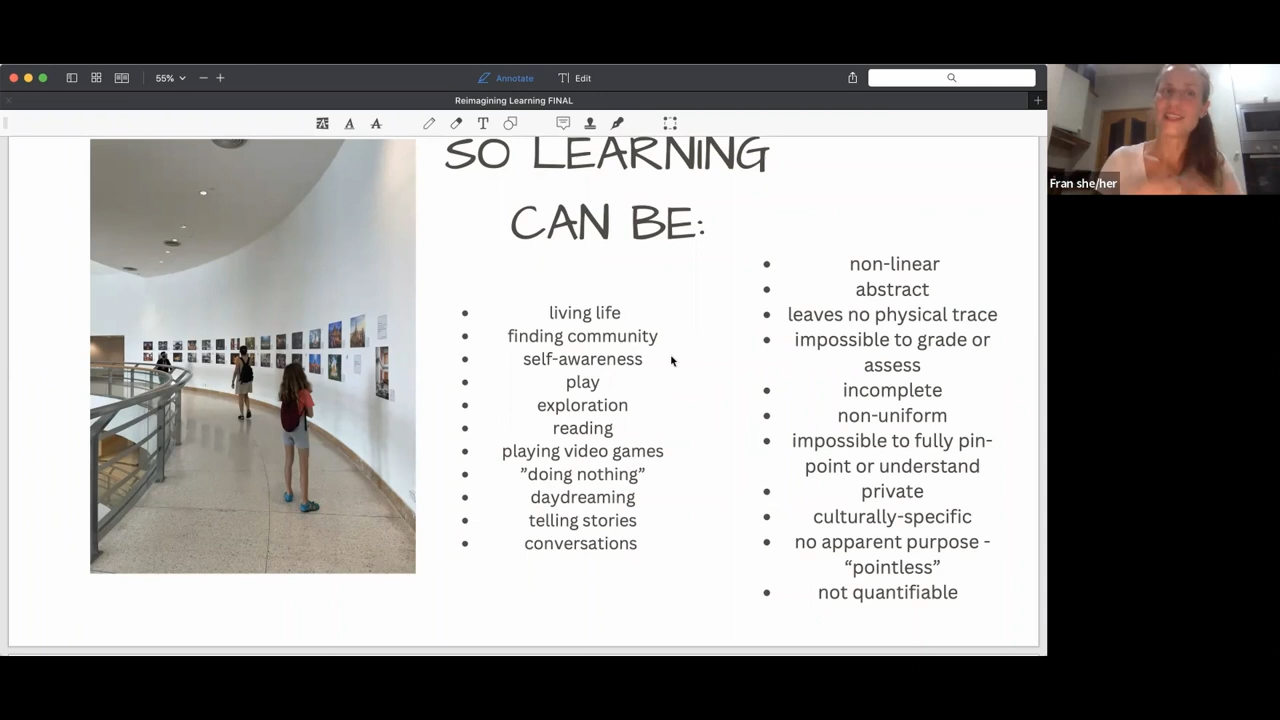 55%
Annotate
Edit
Reimagining Learning FINAL
SO LEARNING
CAN BE:
• living life
• finding community
• self-awareness
• play
• exploration
• reading
• playing video games
• ”doing nothing”
• daydreaming
• telling stories
• conversations
• non-linear
• abstract
• leaves no physical trace
• impossible to grade or
assess
• incomplete
• non-uniform
• impossible to fully pin-
point or understand
• private
• culturally-specific
• no apparent purpose -
“pointless”
• not quantifiable
Fran she/her